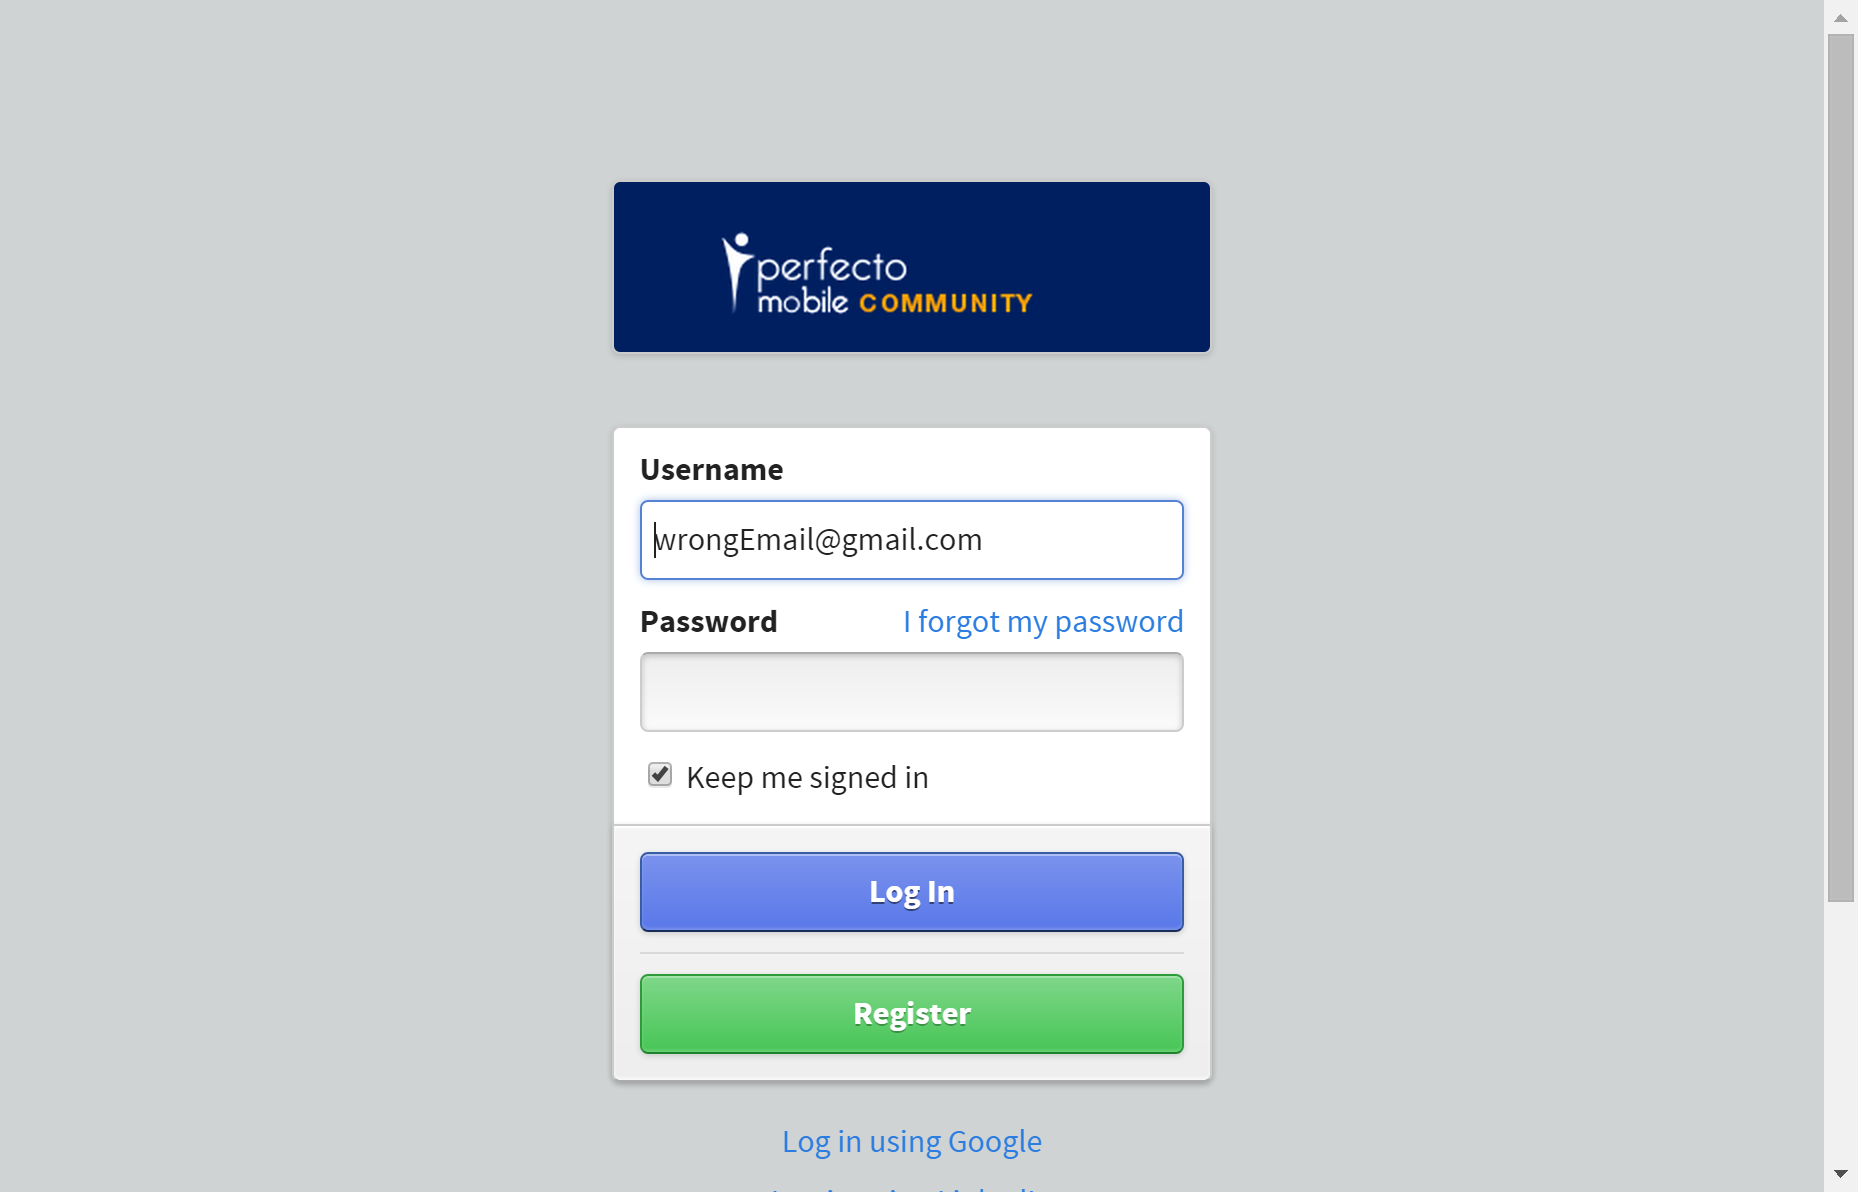 perfecto
mobile COMMUNITY
Username
wrongEmail@gmail.com
Password I forgot my password
Keep me signed in
Log In
Register
Log in using Google